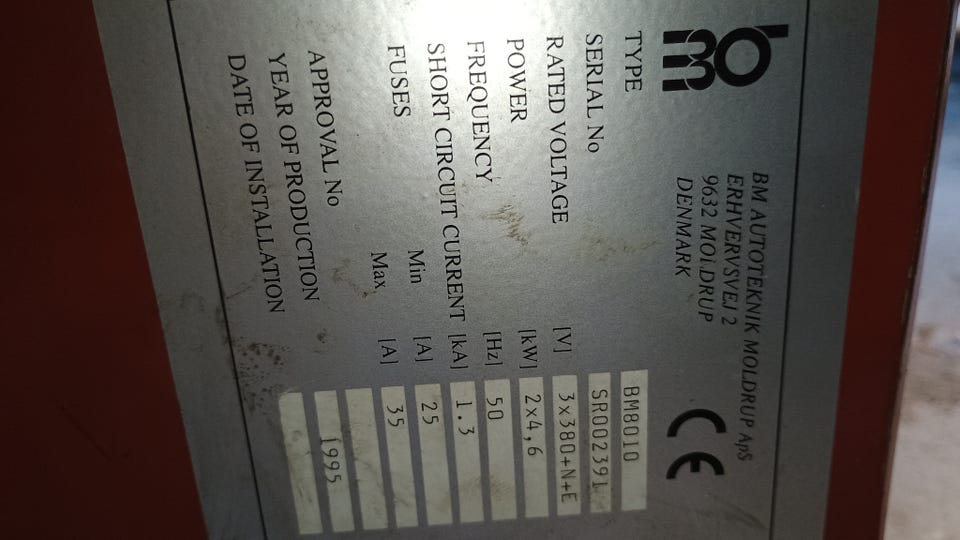 bm
BM AUTOTEKNIK MOLDRUP ApS
ERHVERVSVEJ 2
9632 MOLDRUP
DENMARK
CE
TYPE BM8010
SERIAL No SR002391
RATED VOLTAGE [V] 3x380+N+E
POWER [kW] 2x4,6
FREQUENCY [Hz] 50
SHORT CIRCUIT CURRENT [kA] 1.3
FUSES Min [A] 25
Max [A] 35
APPROVAL No
YEAR OF PRODUCTION 1995
DATE OF INSTALLATION